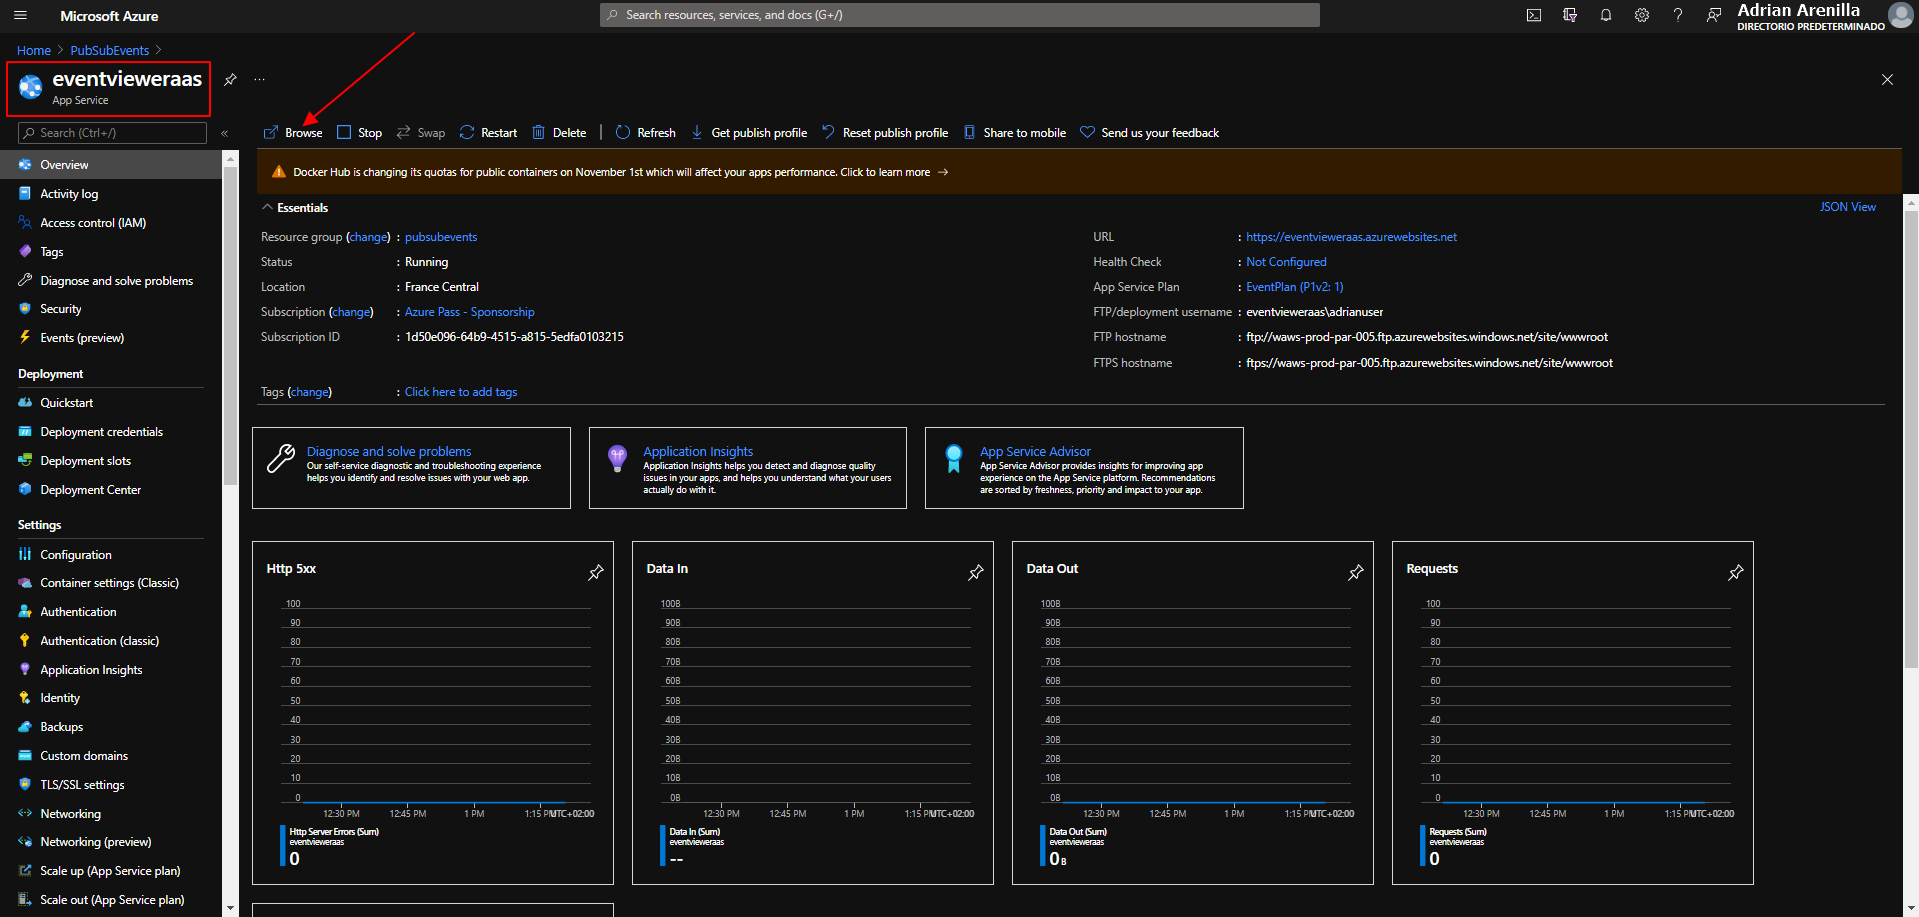 Microsoft Azure
Search resources, services, and docs (G+/)
Adrian Arenilla
DIRECTORIO PREDETERMINADO
Home > PubSubEvents >
eventvieweraas
App Service
...
Search (Ctrl+/)
«
Browse Stop Swap Restart Delete | Refresh Get publish profile Reset publish profile Share to mobile Send us your feedback
Overview
Activity log
Access control (IAM)
Tags
Diagnose and solve problems
Security
Events (preview)
Deployment
Quickstart
Deployment credentials
Deployment slots
Deployment Center
Settings
Configuration
Container settings (Classic)
Authentication
Authentication (classic)
Application Insights
Identity
Backups
Custom domains
TLS/SSL settings
Networking
Networking (preview)
Scale up (App Service plan)
Scale out (App Service plan)
Docker Hub is changing its quotas for public containers on November 1st which will affect your apps performance. Click to learn more →
Essentials
JSON View
Resource group (change) : pubsubevents
Status : Running
Location : France Central
Subscription (change) : Azure Pass - Sponsorship
Subscription ID : 1d50e096-64b9-4515-a815-5edfa0103215
Tags (change) : Click here to add tags
URL : https://eventvieweraas.azurewebsites.net
Health Check : Not Configured
App Service Plan : EventPlan (P1v2: 1)
FTP/deployment username : eventvieweraas\adrianuser
FTP hostname : ftp://waws-prod-par-005.ftp.azurewebsites.windows.net/site/wwwroot
FTPS hostname : ftps://waws-prod-par-005.ftp.azurewebsites.windows.net/site/wwwroot
Diagnose and solve problems
Our self-service diagnostic and troubleshooting experience
helps you identify and resolve issues with your web app.
Application Insights
Application Insights helps you detect and diagnose quality
issues in your apps, and helps you understand what your users
actually do with it.
App Service Advisor
App Service Advisor provides insights for improving app
experience on the App Service platform. Recommendations
are sorted by freshness, priority and impact to your app.
Http 5xx
100
90
80
70
60
50
40
30
20
10
0
12:30 PM 12:45 PM 1 PM 1:15 PM UTC+02:00
Http Server Errors (Sum)
eventvieweraas
0
Data In
100B
90B
80B
70B
60B
50B
40B
30B
20B
10B
0B
12:30 PM 12:45 PM 1 PM 1:15 PM UTC+02:00
Data In (Sum)
eventvieweraas
--
Data Out
100B
90B
80B
70B
60B
50B
40B
30B
20B
10B
0B
12:30 PM 12:45 PM 1 PM 1:15 PM UTC+02:00
Data Out (Sum)
eventvieweraas
0 B
Requests
100
90
80
70
60
50
40
30
20
10
0
12:30 PM 12:45 PM 1 PM 1:15 PM UTC+02:00
Requests (Sum)
eventvieweraas
0